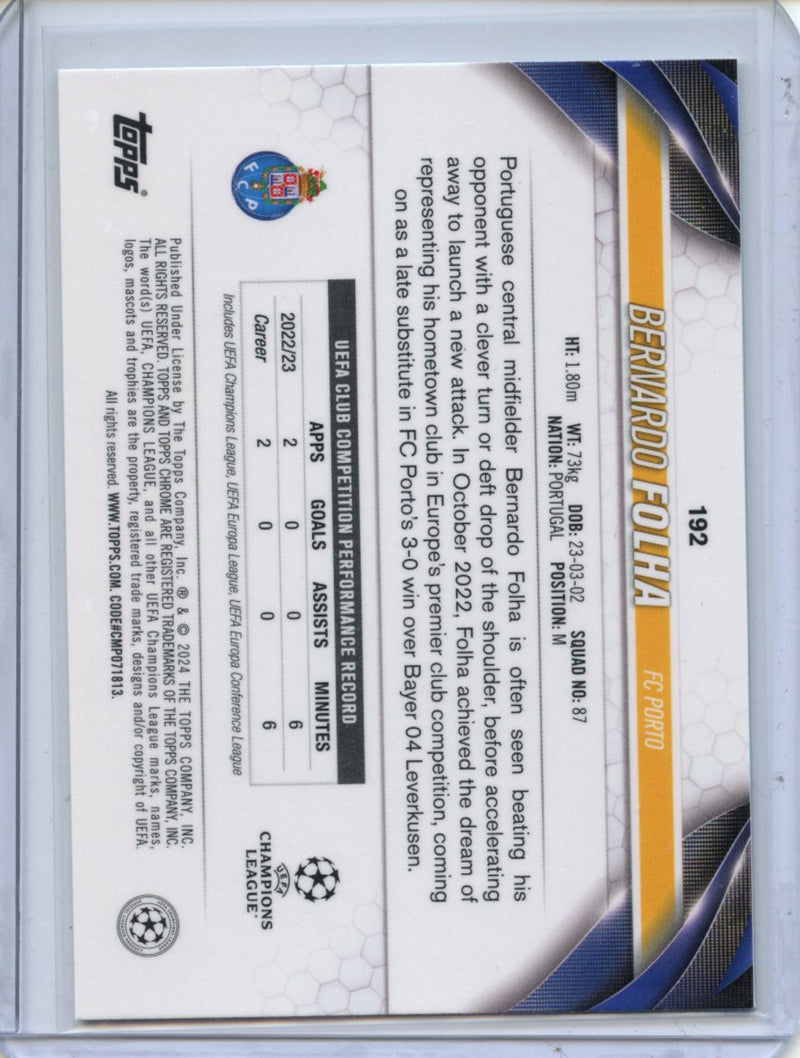 192
BERNARDO FOLHA FC PORTO
HT: 1.80m WT: 73kg DOB: 23-03-02 SQUAD NO: 87
NATION: PORTUGAL POSITION: M
Portuguese central midfielder Bernardo Folha is often seen beating his
opponent with a clever turn or deft drop of the shoulder, before accelerating
away to launch a new attack. In October 2022, Folha achieved the dream of
representing his hometown club in Europe's premier club competition, coming
on as a late substitute in FC Porto's 3-0 win over Bayer 04 Leverkusen.
UEFA CLUB COMPETITION PERFORMANCE RECORD
APPS GOALS ASSISTS MINUTES
2022/23 2 0 0 6
Career 2 0 0 6
Includes UEFA Champions League, UEFA Europa League, UEFA Europa Conference League
FCP
UEFA
CHAMPIONS
LEAGUE®
topps®
Published Under License by The Topps Company, Inc. ® & © 2024 THE TOPPS COMPANY, INC.
ALL RIGHTS RESERVED. TOPPS AND TOPPS CHROME ARE REGISTERED TRADEMARKS OF THE TOPPS COMPANY, INC.
The word(s) UEFA, CHAMPIONS LEAGUE, and all other UEFA Champions League marks, names,
logos, mascots and trophies are the property, registered trade marks, designs and/or copyright of UEFA.
All rights reserved. WWW.TOPPS.COM. CODE#CMP071813.